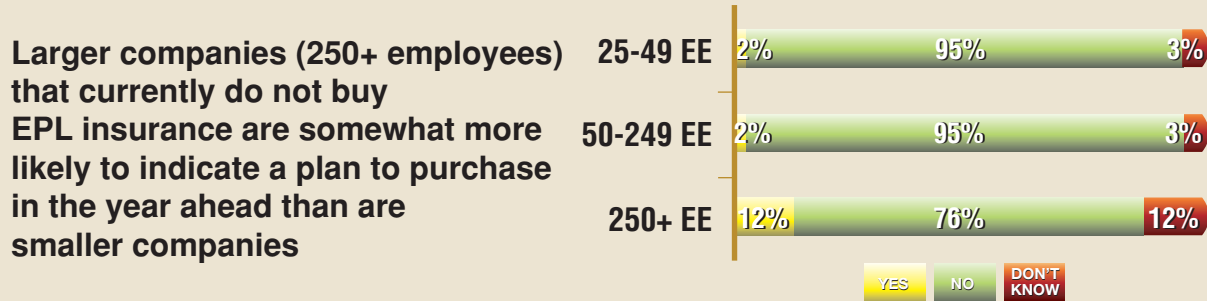 Larger companies (250+ employees)
that currently do not buy
EPL insurance are somewhat more
likely to indicate a plan to purchase
in the year ahead than are
smaller companies
25-49 EE 2% 95% 3%
50-249 EE 2% 95% 3%
250+ EE 12% 76% 12%
YES NO DON'T KNOW